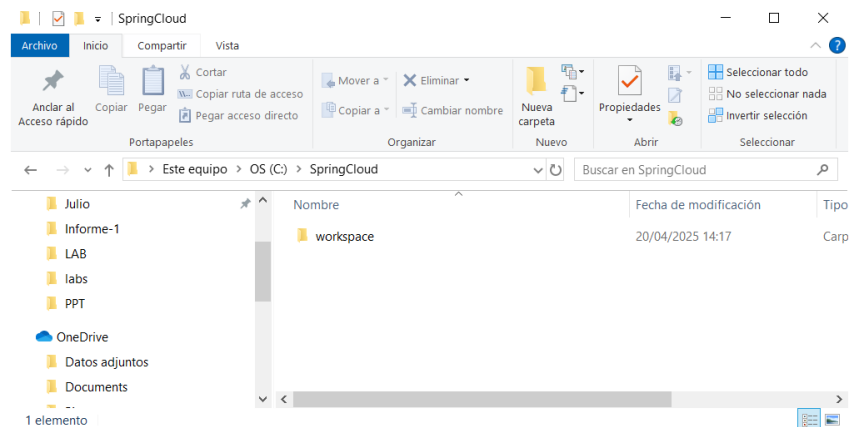 SpringCloud
Archivo Inicio Compartir Vista
Anclar al Acceso rápido
Copiar
Pegar
Cortar
Copiar ruta de acceso
Pegar acceso directo
Portapapeles
Mover a
Copiar a
Eliminar
Cambiar nombre
Organizar
Nueva carpeta
Nuevo
Propiedades
Abrir
Seleccionar todo
No seleccionar nada
Invertir selección
Seleccionar
Este equipo > OS (C:) > SpringCloud
Buscar en SpringCloud
Julio
Informe-1
LAB
labs
PPT
OneDrive
Datos adjuntos
Documents
Nombre Fecha de modificación Tipo
workspace 20/04/2025 14:17 Carp
1 elemento